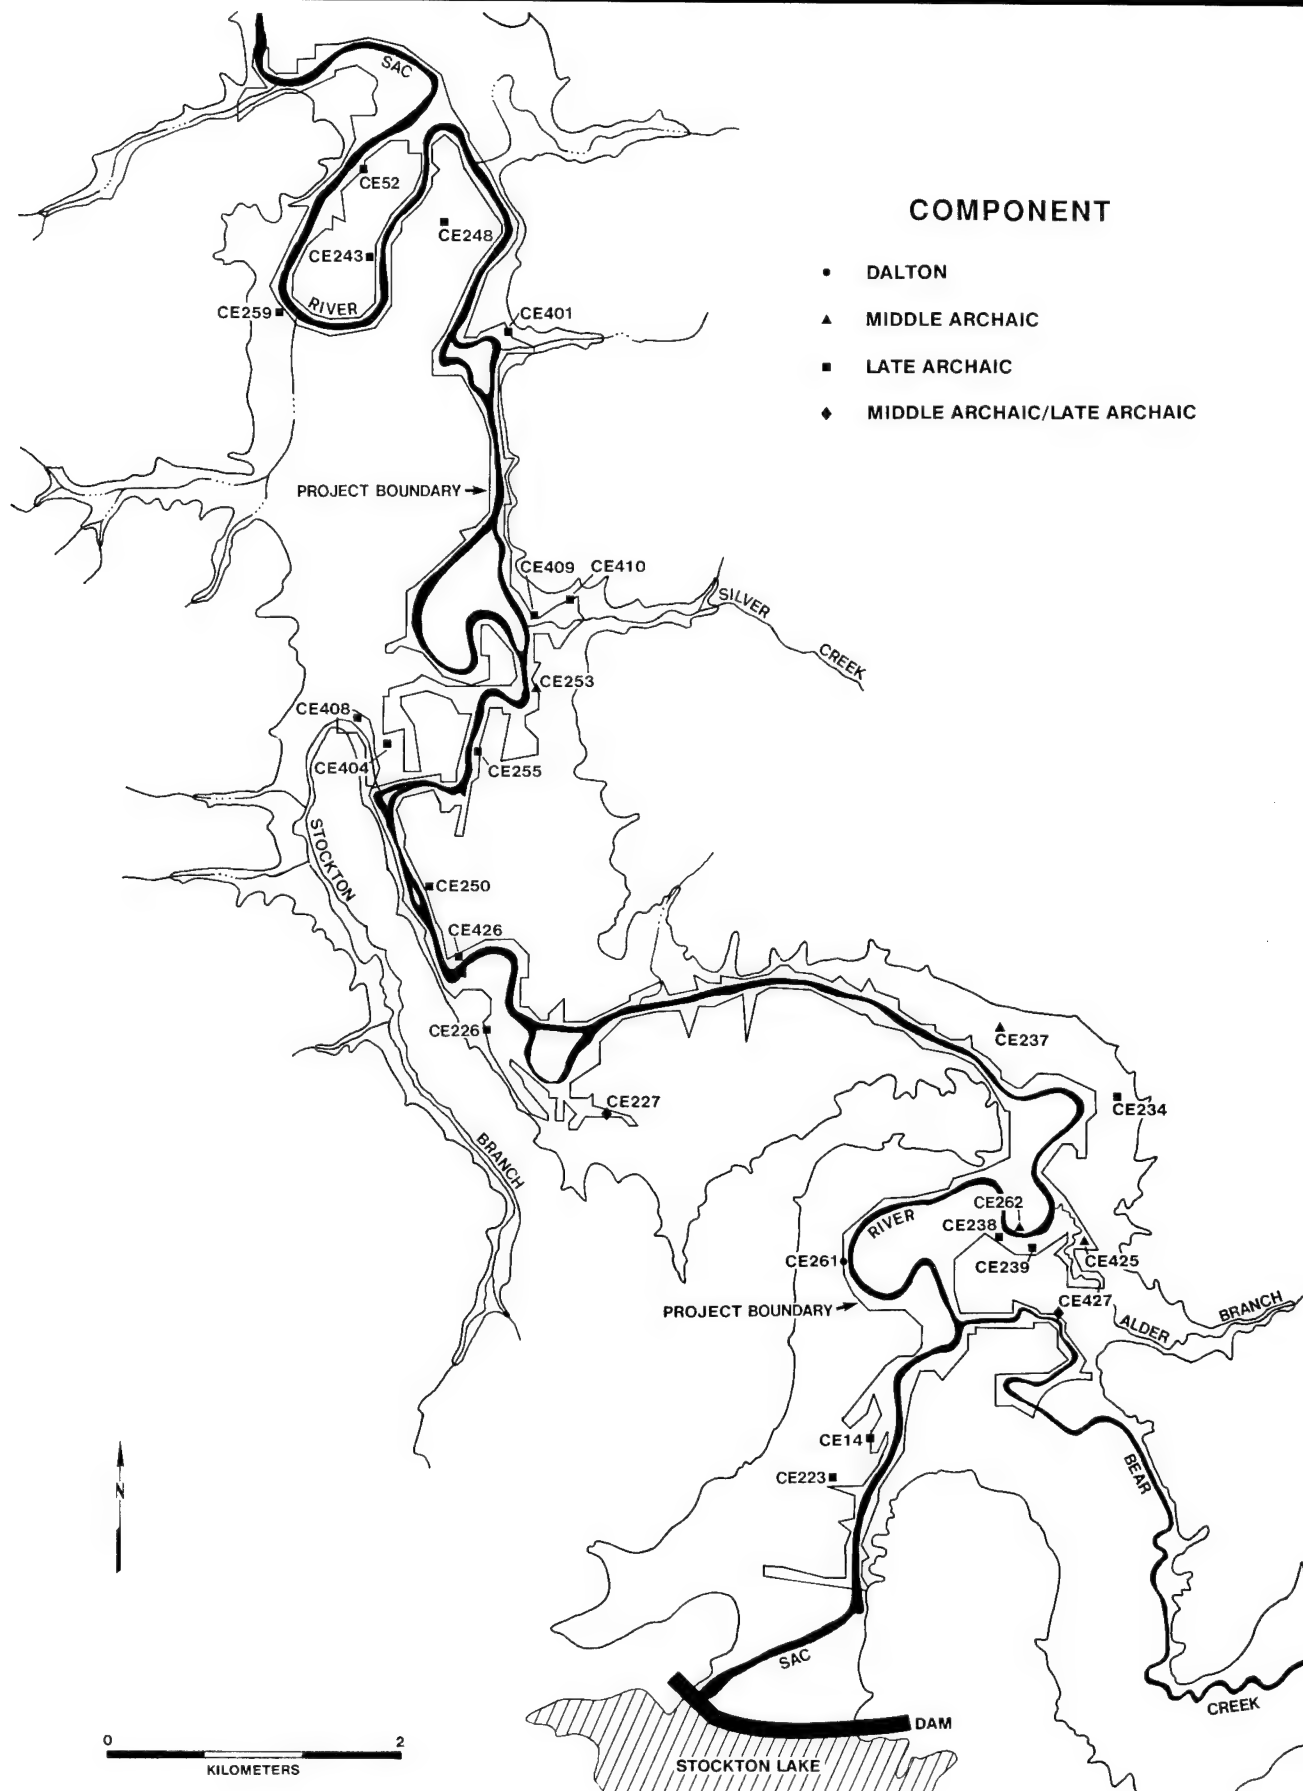 SAC
CE52
COMPONENT
CE248
CE243
DALTON
RIVER
CE259
CE401
MIDDLE ARCHAIC
LATE ARCHAIC
MIDDLE ARCHAIC/LATE ARCHAIC
PROJECT BOUNDARY
CE409
CE410
SILVER
CREEK
CE253
CE408
CE404
CE255
STOCKTON
CE250
CE426
CE226
CE237
CE227
CE234
BRANCH
CE262
RIVER
CE238
CE261
CE239
CE425
PROJECT BOUNDARY
CE427
BRANCH
ALDER
CE14
BEAR
CE223
N
SAC
CREEK
DAM
0 2
KILOMETERS
STOCKTON LAKE